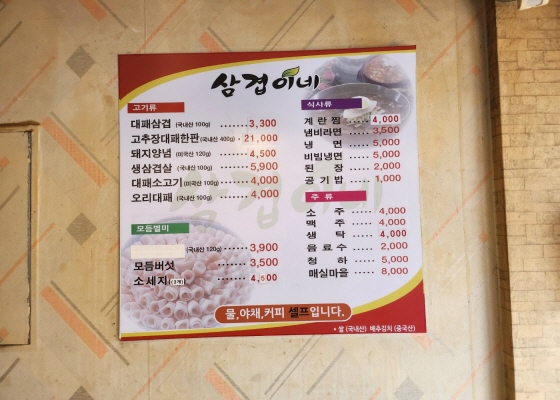 삼겹이네
고기류
대패삼겹 (국내산 100g) 3,300
고추장대패한판 (국내산 400g) 21,000
돼지양념 (미국산 120g) 4,500
생삼겹살 (국내산 100g) 5,900
대패소고기 (미국산 100g) 4,000
오리대패 (국내산 100g) 4,000
모듬별미
(국내산 120g) 3,900
모듬버섯 3,500
소세지 (3개) 4,500
식사류
계란찜 4,000
냄비라면 3,500
냉면 5,000
비빔냉면 5,000
된장 2,000
공기밥 1,000
주류
소주 4,000
맥주 4,000
생탁 4,000
음료수 2,000
청하 5,000
매실마을 8,000
물,야채,커피 셀프입니다.
• 쌀 (국내산) 배추김치 (중국산)